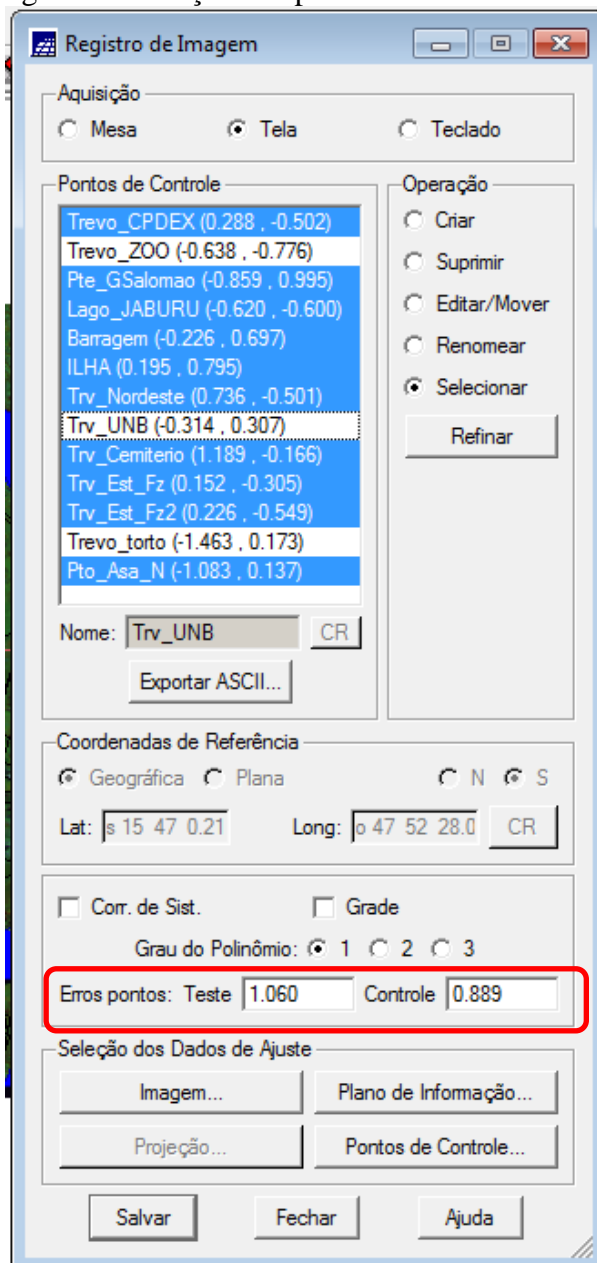 Registro de Imagem
Aquisição
Mesa Tela Teclado
Pontos de Controle
Trevo_CPDEX (0.288 , -0.502)
Trevo_ZOO (-0.638 , -0.776)
Pte_GSalomao (-0.859 , 0.995)
Lago_JABURU (-0.620 , -0.600)
Barragem (-0.226 , 0.697)
ILHA (0.195 , 0.795)
Trv_Nordeste (0.736 , -0.501)
Trv_UNB (-0.314 , 0.307)
Trv_Cemiterio (1.189 , -0.166)
Trv_Est_Fz (0.152 , -0.305)
Trv_Est_Fz2 (0.226 , -0.549)
Trevo_torto (-1.463 , 0.173)
Pto_Asa_N (-1.083 , 0.137)
Nome: Trv_UNB CR
Exportar ASCII...
Operação
Criar
Suprimir
Editar/Mover
Renomear
Selecionar
Refinar
Coordenadas de Referência
Geográfica Plana N S
Lat: s 15 47 0.21 Long: o 47 52 28.0 CR
Corr. de Sist. Grade
Grau do Polinômio: 1 2 3
Erros pontos: Teste 1.060 Controle 0.889
Seleção dos Dados de Ajuste
Imagem... Plano de Informação...
Projeção... Pontos de Controle...
Salvar Fechar Ajuda